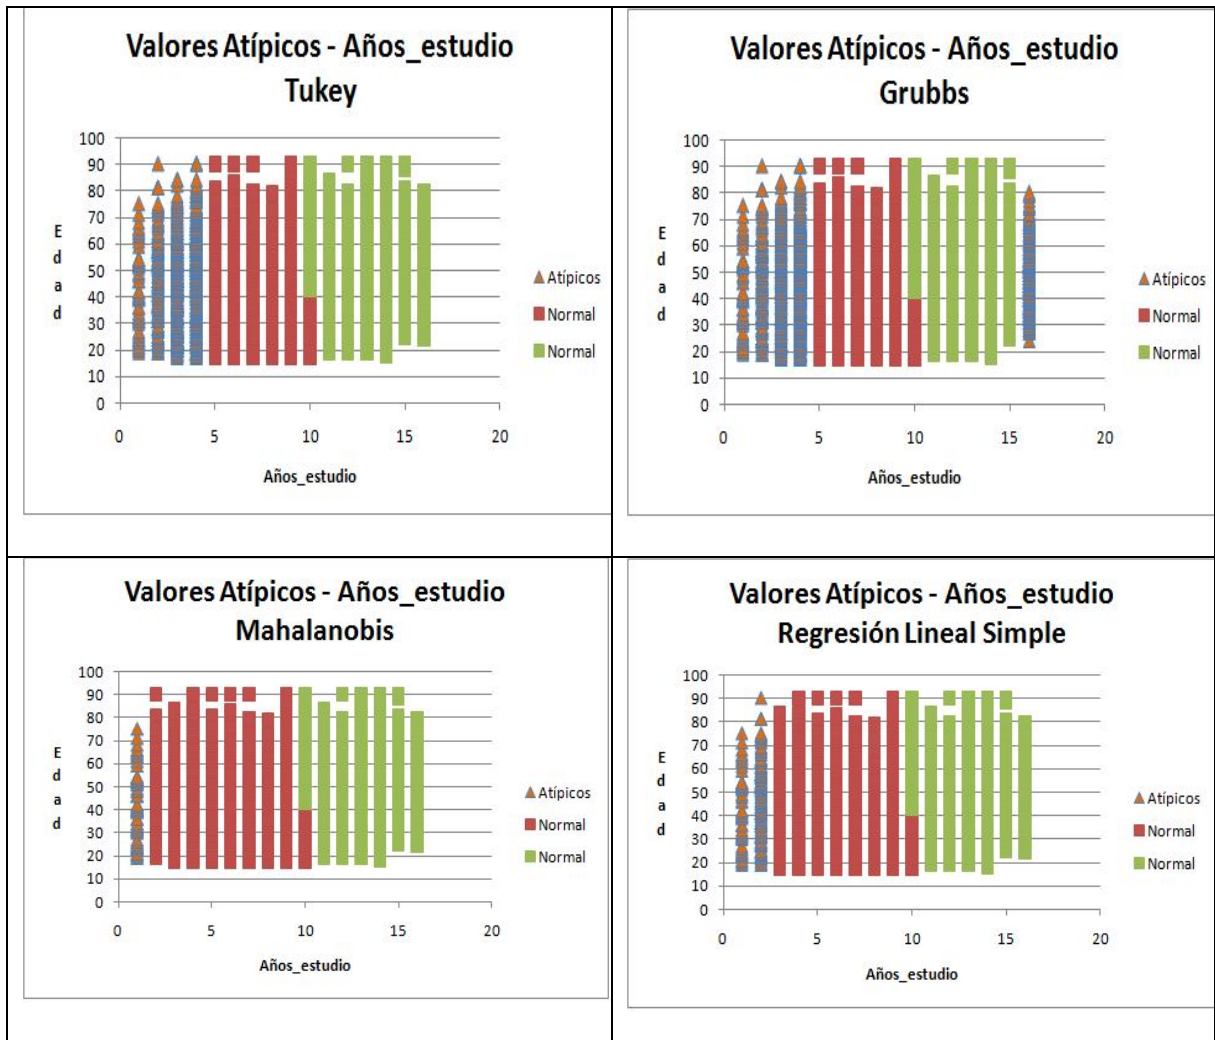 Valores Atípicos - Años_estudio
Tukey
100
90
80
70
60
50
40
30
20
10
0
E
d
a
d
0 5 10 15 20
Años_estudio
Atípicos
Normal
Normal
Valores Atípicos - Años_estudio
Grubbs
100
90
80
70
60
50
40
30
20
10
0
E
d
a
d
0 5 10 15 20
Años_estudio
Atípicos
Normal
Normal
Valores Atípicos - Años_estudio
Mahalanobis
100
90
80
70
60
50
40
30
20
10
0
E
d
a
d
0 5 10 15 20
Años_estudio
Atípicos
Normal
Normal
Valores Atípicos - Años_estudio
Regresión Lineal Simple
100
90
80
70
60
50
40
30
20
10
0
E
d
a
d
0 5 10 15 20
Años_estudio
Atípicos
Normal
Normal